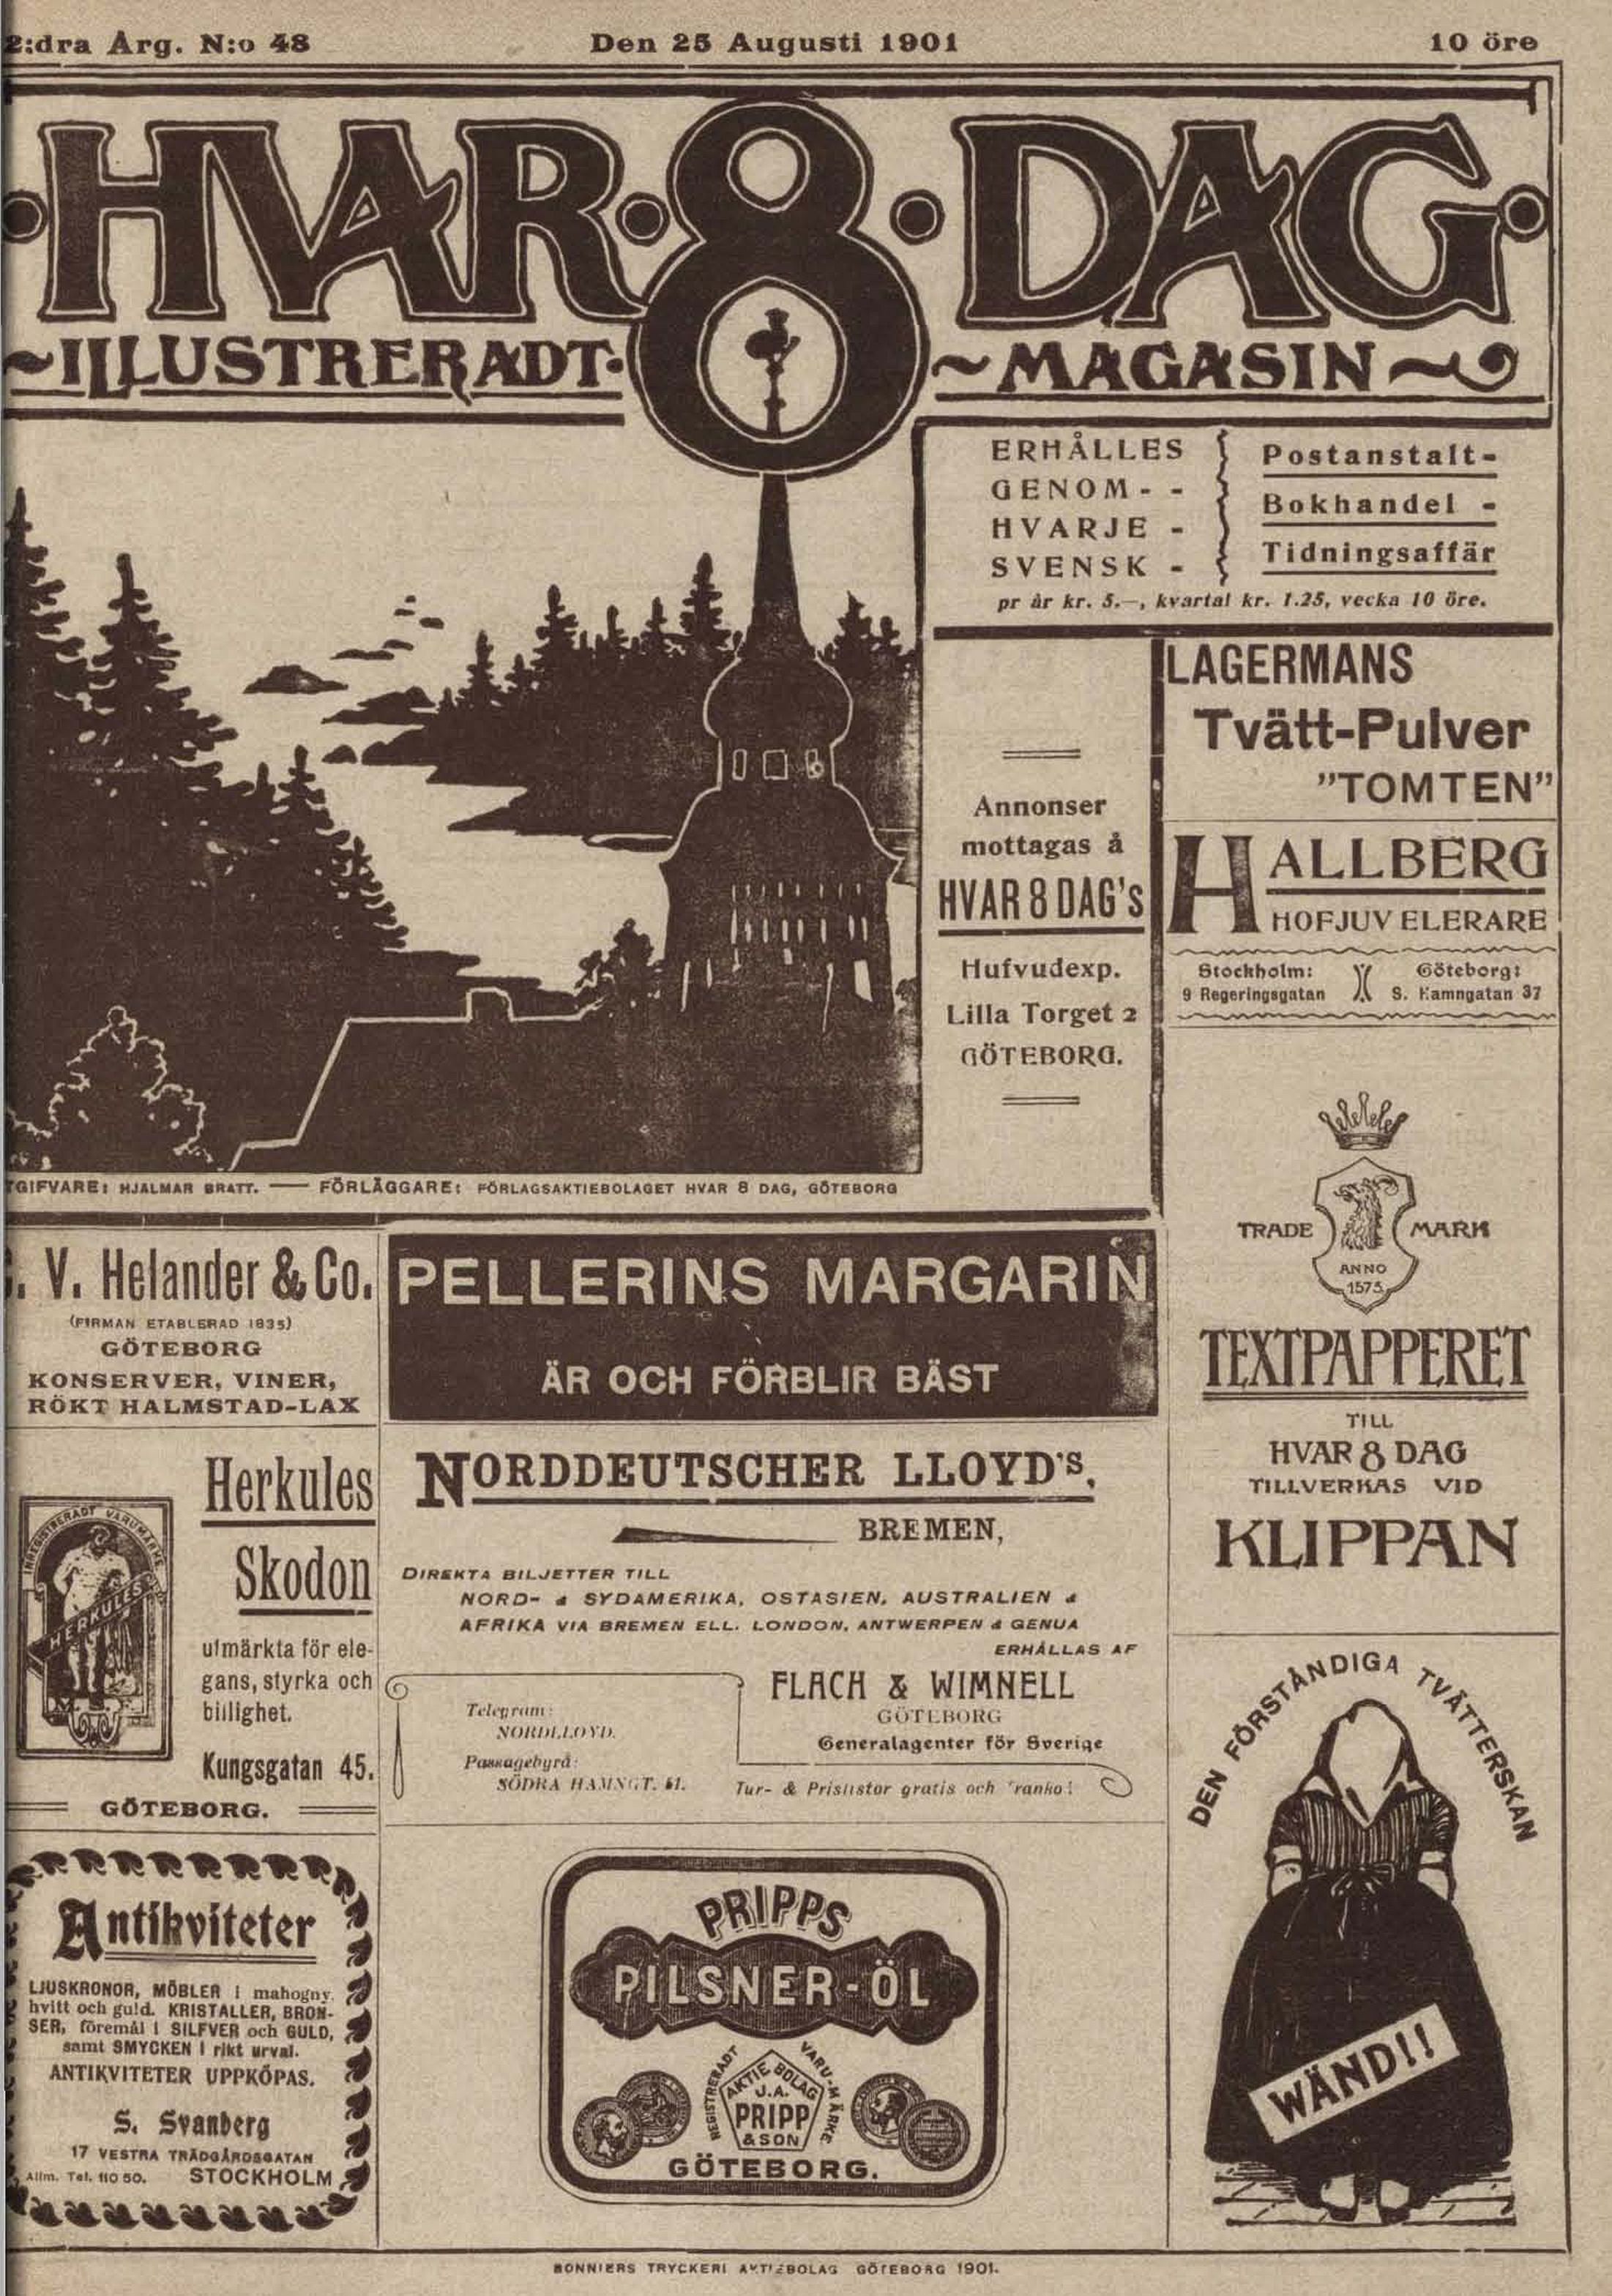 2:dra Årg. N:o 48
Den 25 Augusti 1901
10 öre
HVAR 8 DAG
ILLUSTRERADT
MAGASIN
ERHÅLLES
GENOM - -
HVARJE -
SVENSK -
Postanstalt-
Bokhandel -
Tidningsaffär
pr år kr. 5.—, kvartal kr. 1.25, vecka 10 öre.
Annonser
mottagas å
HVAR 8 DAG's
Hufvudexp.
Lilla Torget 2
GÖTEBORG.
LAGERMANS
Tvätt-Pulver
"TOMTEN"
HALLBERG
HOFJUVELERARE
Stockholm:
9 Regeringsgatan
Göteborg:
S. Hamngatan 37
TGIFVARE: HJALMAR BRATT. — FÖRLÄGGARE: FÖRLAGSAKTIEBOLAGET HVAR 8 DAG, GÖTEBORG
TRADE MARK
ANNO
1573
TEXTPAPPERET
TILL
HVAR 8 DAG
TILLVERKAS VID
KLIPPAN
. V. Helander & Co.
(FIRMAN ETABLERAD 1835)
GÖTEBORG
KONSERVER, VINER,
RÖKT HALMSTAD-LAX
PELLERINS MARGARIN
ÄR OCH FÖRBLIR BÄST
Herkules
Skodon
INREGISTRERADT VARUMÄRKE
HERKULES
utmärkta för ele-
gans, styrka och
billighet.
Kungsgatan 45.
GÖTEBORG.
NORDDEUTSCHER LLOYD's,
BREMEN,
DIREKTA BILJETTER TILL
NORD- & SYDAMERIKA, OSTASIEN, AUSTRALIEN &
AFRIKA VIA BREMEN ELL. LONDON, ANTWERPEN & GENUA
ERHÅLLAS AF
FLACH & WIMNELL
GÖTEBORG
Generalagenter för Sverige
Telegram:
NORDLLOYD.
Passagebyrå:
SÖDRA HAMNGT. 51.
Tur- & Prislistor gratis och franko!
DEN FÖRSTÅNDIGA TVÄTTERSKAN
WÄND!!
Antikviteter
LJUSKRONOR, MÖBLER i mahogny,
hvitt och guld. KRISTALLER, BRON-
SER, föremål i SILFVER och GULD,
samt SMYCKEN i rikt urval.
ANTIKVITETER UPPKÖPAS.
S. Svanberg
17 VESTRA TRÄDGÅRDSGATAN
Allm. Tel. 110 50. STOCKHOLM
PRIPPS
PILSNER-ÖL
REGISTRERADT VARU-MÄRKE
AKTIE BOLAG
J.A.
PRIPP
& SON
GÖTEBORG.
BONNIERS TRYCKERI AKTIEBOLAG GÖTEBORG 1901.